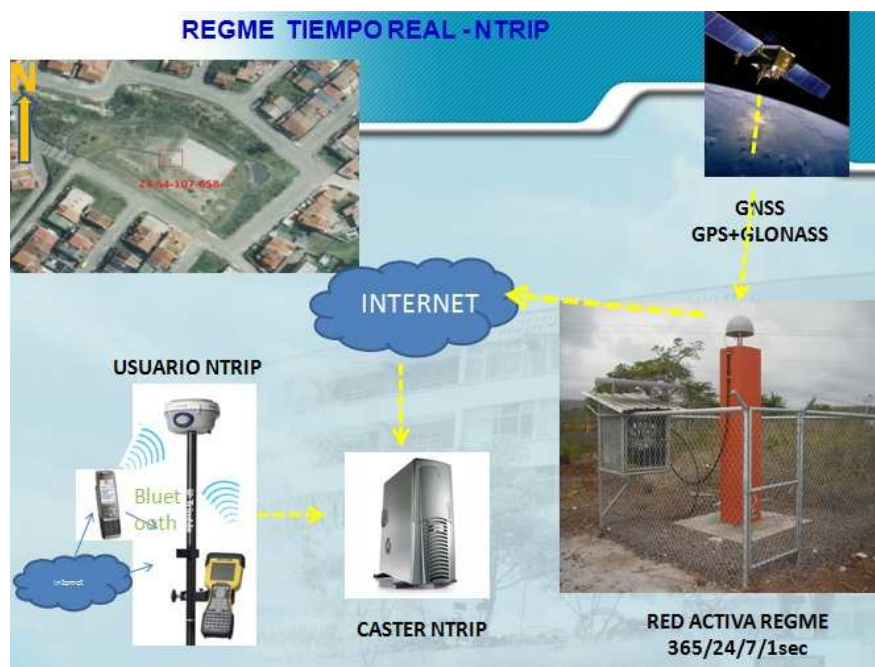 REGME TIEMPO REAL -NTRIP
N
GNSS
GPS+GLONASS
INTERNET
USUARIO NTRIP
Bluet
ooth
CASTER NTRIP
RED ACTIVA REGME
365/24/7/1sec